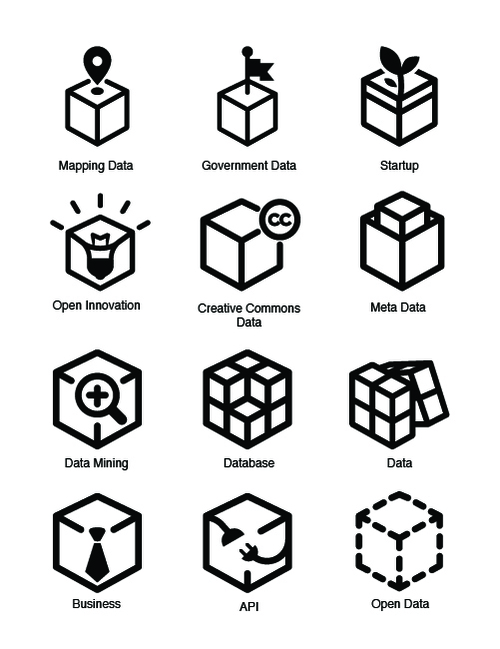 Mapping Data
Government Data
Startup
CC
Open Innovation
Creative Commons
Data
Meta Data
Data Mining
Database
Data
Business
API
Open Data